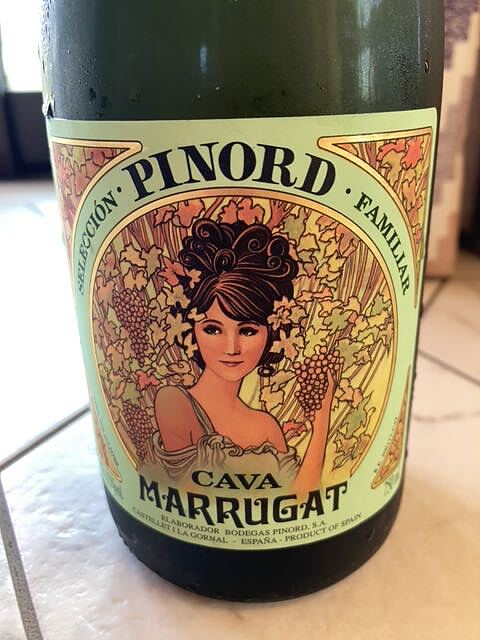 SELECCIÓN · PINORD · FAMILIAR
CAVA
MARRUGAT
ELABORADOR BODEGAS PINORD, S.A.
CASTELLET I LA GORNAL - ESPAÑA - PRODUCT OF SPAIN